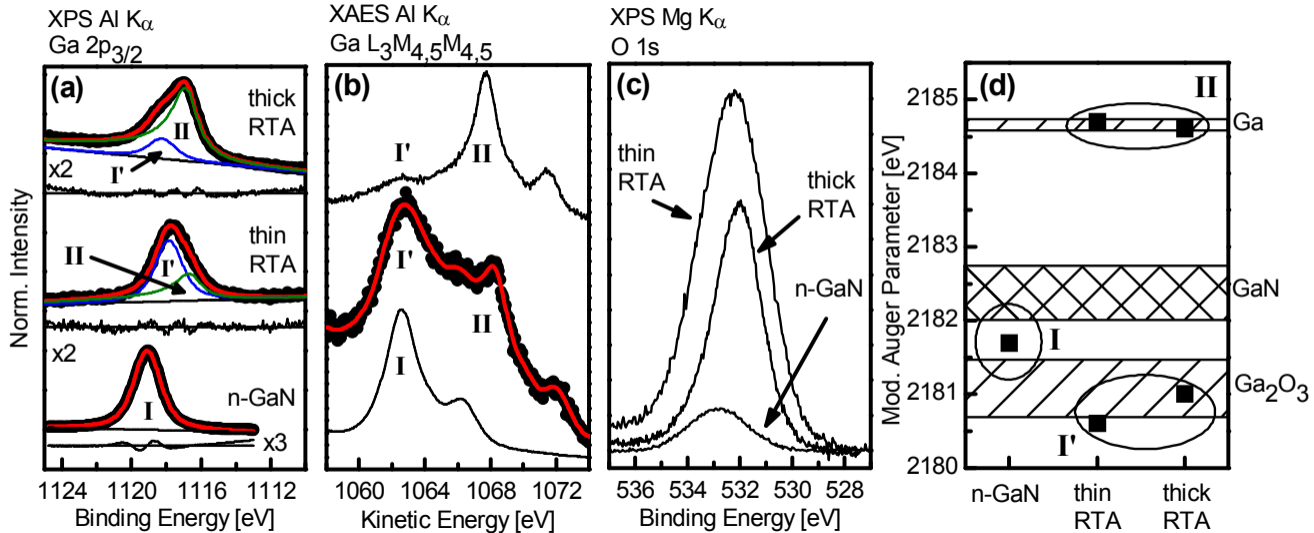 XPS Al Kα
Ga 2p3/2
(a)
thick
RTA
II
I'
x2
thin
RTA
II
I'
x2
n-GaN
I
x3
Norm. Intensity
1124 1120 1116 1112
Binding Energy [eV]
XAES Al Kα
Ga L3M4,5M4,5
(b)
I'
II
I'
II
I
1060 1064 1068 1072
Kinetic Energy [eV]
XPS Mg Kα
O 1s
(c)
thin
RTA
thick
RTA
n-GaN
536 534 532 530 528
Binding Energy [eV]
(d)
II
Ga
GaN
I
Ga2O3
I'
2185
2184
2183
2182
2181
2180
Mod. Auger Parameter [eV]
n-GaN thin thick
RTA RTA